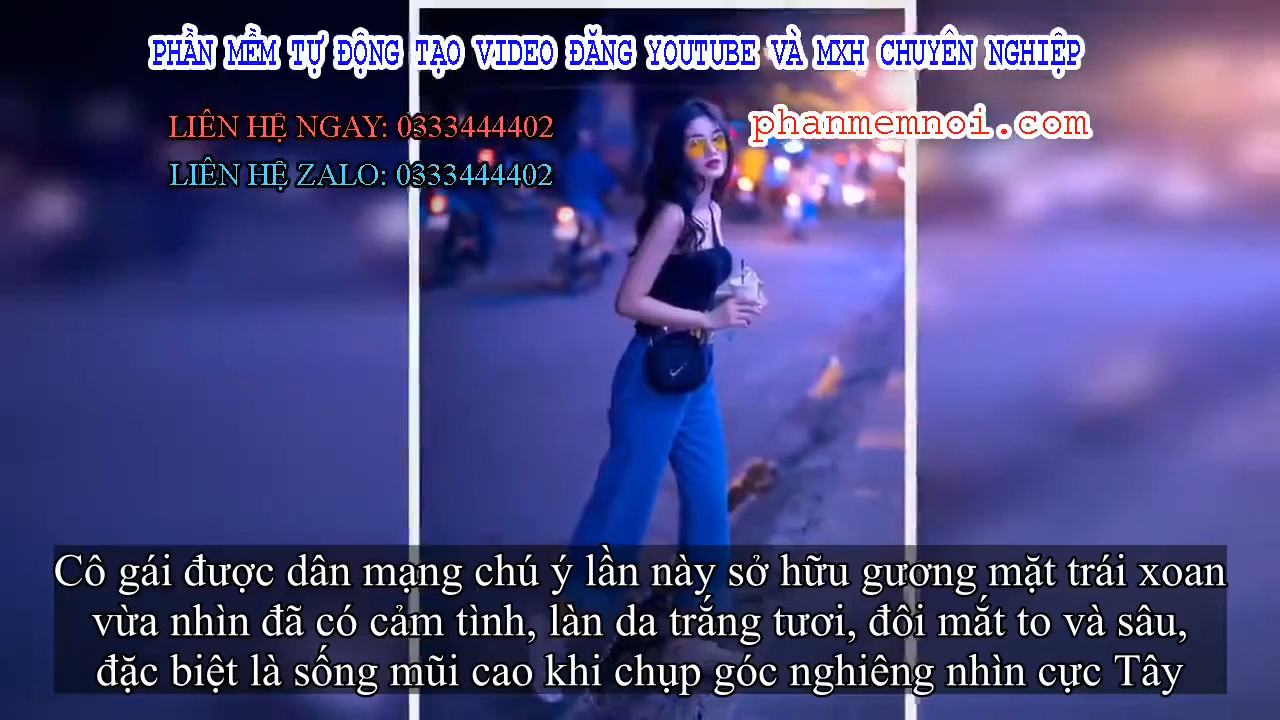 PHẦN MỀM TỰ ĐỘNG TẠO VIDEO ĐĂNG YOUTUBE VÀ MXH CHUYÊN NGHIỆP
LIÊN HỆ NGAY: 0333444402
phanmemnoi.com
LIÊN HỆ ZALO: 0333444402
Cô gái được dân mạng chú ý lần này sở hữu gương mặt trái xoan
vừa nhìn đã có cảm tình, làn da trắng tươi, đôi mắt to và sâu,
đặc biệt là sống mũi cao khi chụp góc nghiêng nhìn cực Tây